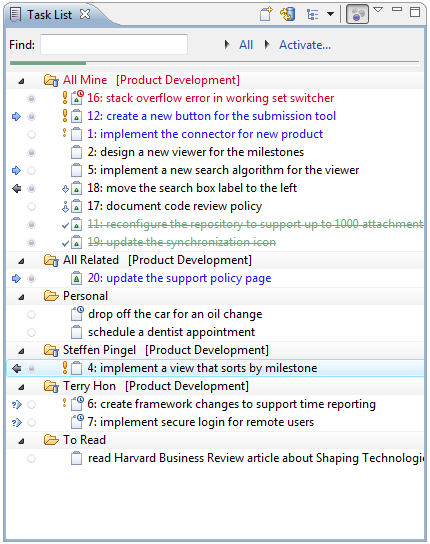 Task List
Find: All Activate...
All Mine [Product Development]
16: stack overflow error in working set switcher
12: create a new button for the submission tool
1: implement the connector for new product
2: design a new viewer for the milestones
5: implement a new search algorithm for the viewer
18: move the search box label to the left
17: document code review policy
11: reconfigure the repository to support up to 1000 attachment
19: update the synchronization icon
All Related [Product Development]
20: update the support policy page
Personal
drop off the car for an oil change
schedule a dentist appointment
Steffen Pingel [Product Development]
4: implement a view that sorts by milestone
Terry Hon [Product Development]
6: create framework changes to support time reporting
7: implement secure login for remote users
To Read
read Harvard Business Review article about Shaping Technologi